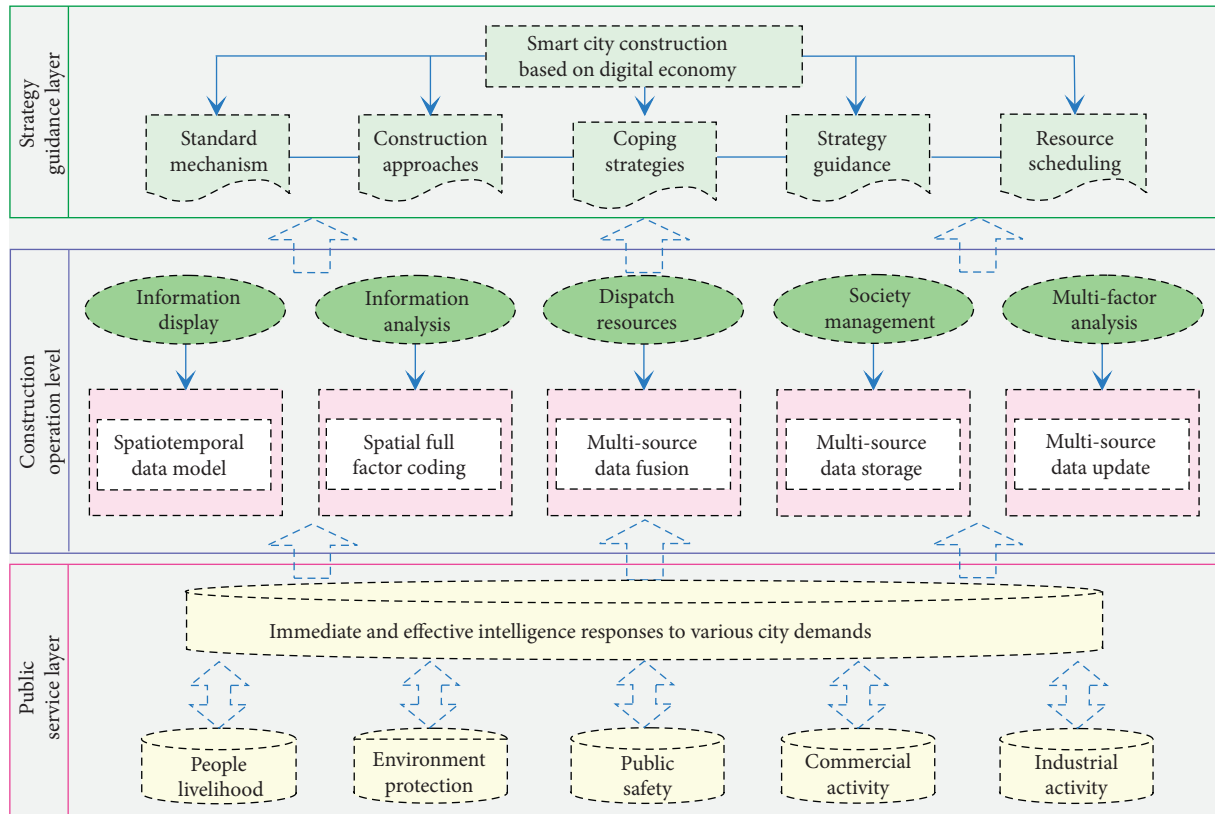 Strategy
guidance layer
Smart city construction
based on digital economy
Standard
mechanism
Construction
approaches
Coping
strategies
Strategy
guidance
Resource
scheduling
Construction
operation level
Information
display
Information
analysis
Dispatch
resources
Society
management
Multi-factor
analysis
Spatiotemporal
data model
Spatial full
factor coding
Multi-source
data fusion
Multi-source
data storage
Multi-source
data update
Public
service layer
Immediate and effective intelligence responses to various city demands
People
livelihood
Environment
protection
Public
safety
Commercial
activity
Industrial
activity